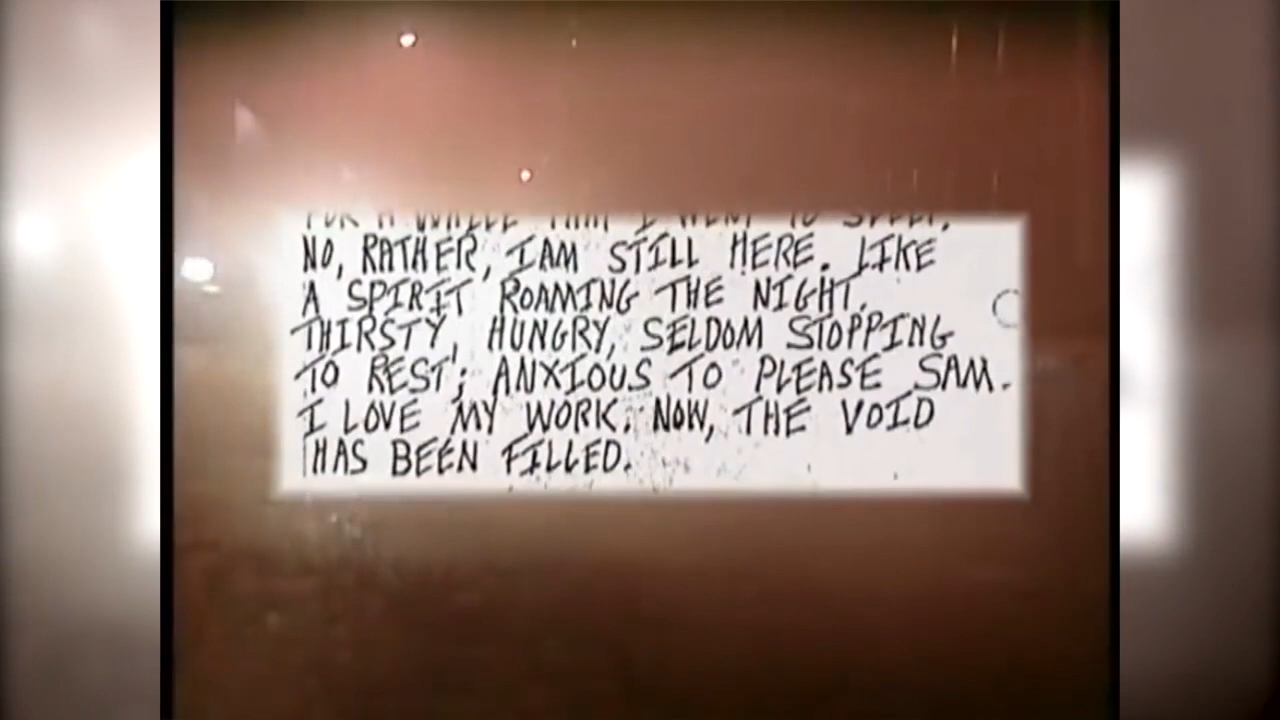 NO, RATHER, I AM STILL HERE. LIKE
A SPIRIT ROAMING THE NIGHT.
THIRSTY, HUNGRY, SELDOM STOPPING
TO REST; ANXIOUS TO PLEASE SAM.
I LOVE MY WORK. NOW, THE VOID
HAS BEEN FILLED.